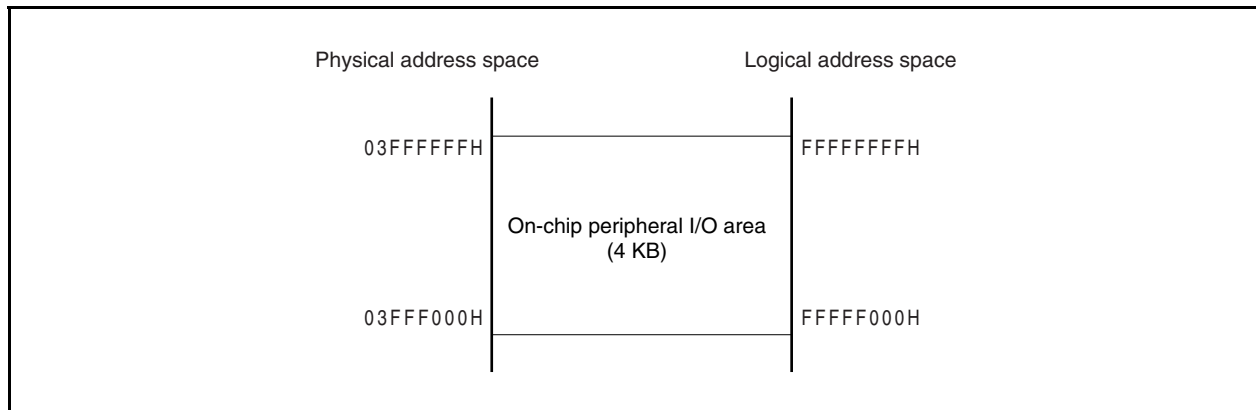 Physical address space
Logical address space
03FFFFFFH
FFFFFFFFH
On-chip peripheral I/O area
(4 KB)
03FFF000H
FFFFF000H